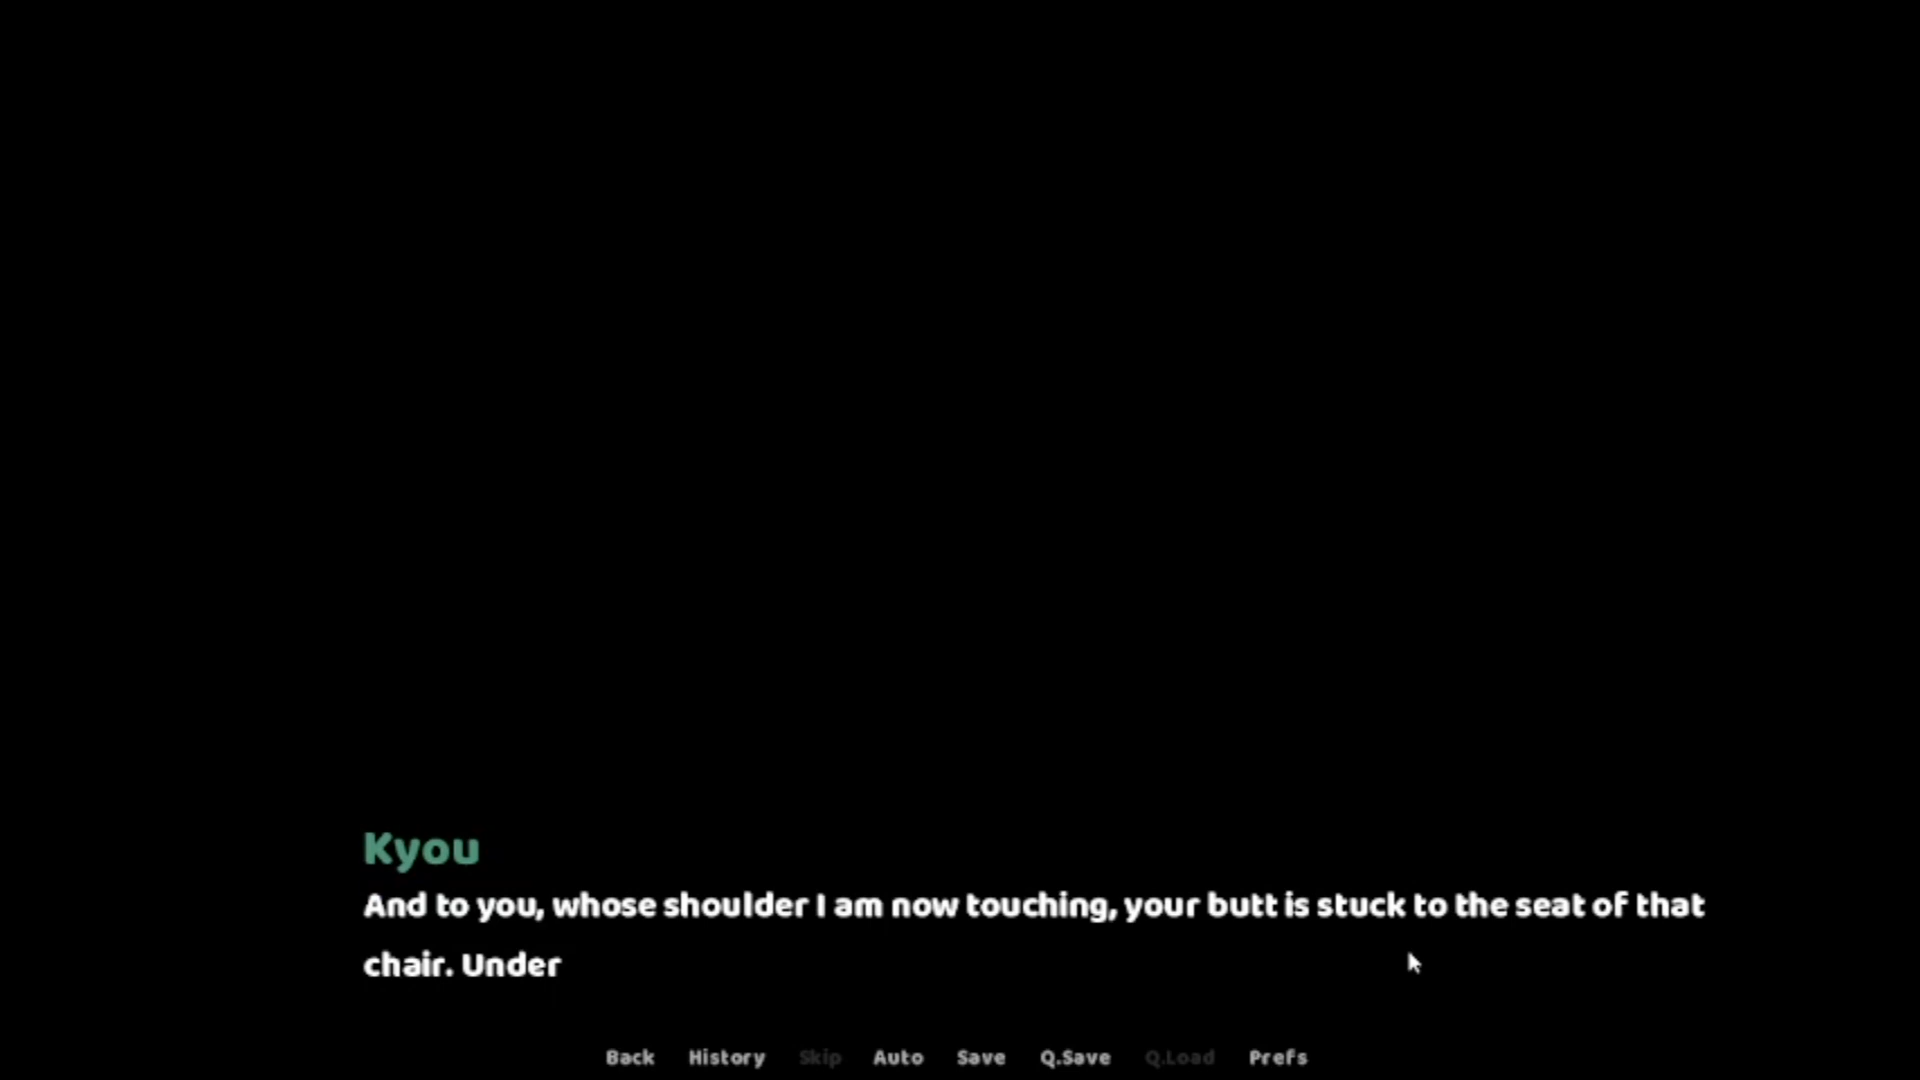 Kyou
And to you, whose shoulder I am now touching, your butt is stuck to the seat of that
chair. Under
Back History Skip Auto Save Q.Save Q.Load Prefs